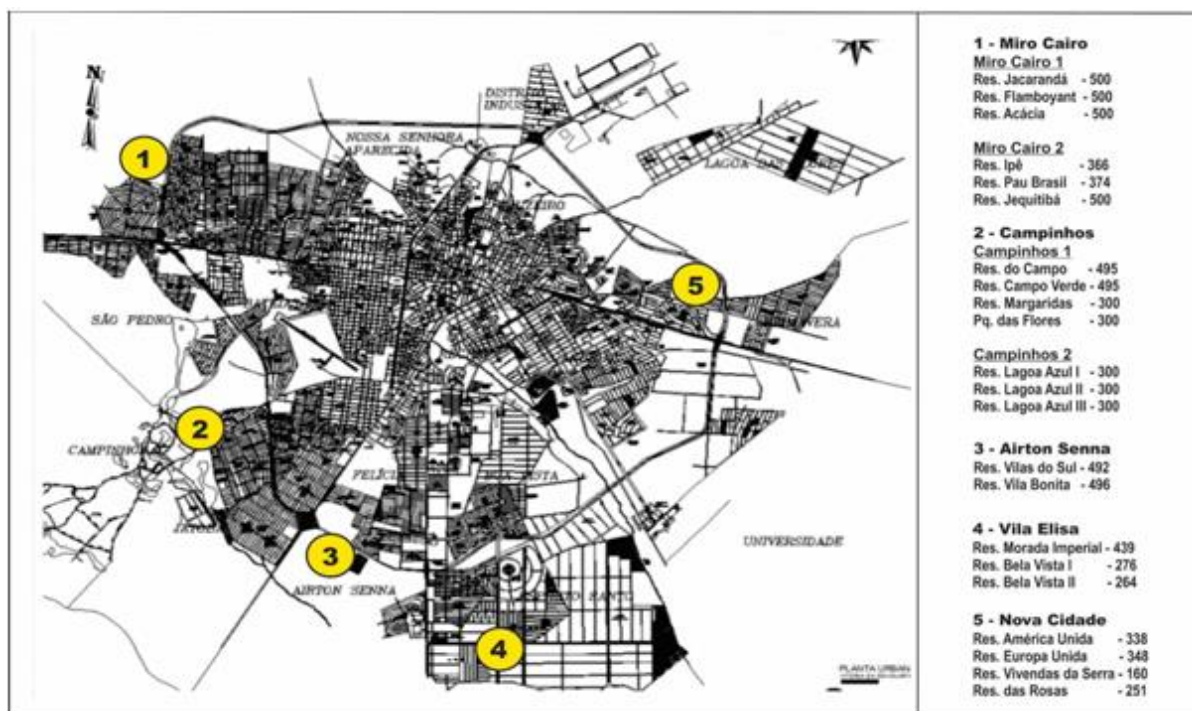 N
1
NOSSA SENHORA
APARECIDA
SÃO PEDRO
5
2
FELÍCIA
3
AIRTON SENNA
UNIVERSIDADE
4
PLANTA URBAN
1 - Miro Cairo
Miro Cairo 1
Res. Jacarandá - 500
Res. Flamboyant - 500
Res. Acácia - 500
Miro Cairo 2
Res. Ipê - 366
Res. Pau Brasil - 374
Res. Jequitibá - 500
2 - Campinhos
Campinhos 1
Res. do Campo - 495
Res. Campo Verde - 495
Res. Margaridas - 300
Pq. das Flores - 300
Campinhos 2
Res. Lagoa Azul I - 300
Res. Lagoa Azul II - 300
Res. Lagoa Azul III - 300
3 - Airton Senna
Res. Vilas do Sul - 492
Res. Vila Bonita - 496
4 - Vila Elisa
Res. Morada Imperial - 439
Res. Bela Vista I - 276
Res. Bela Vista II - 264
5 - Nova Cidade
Res. América Unida - 338
Res. Europa Unida - 348
Res. Vivendas da Serra - 160
Res. das Rosas - 251